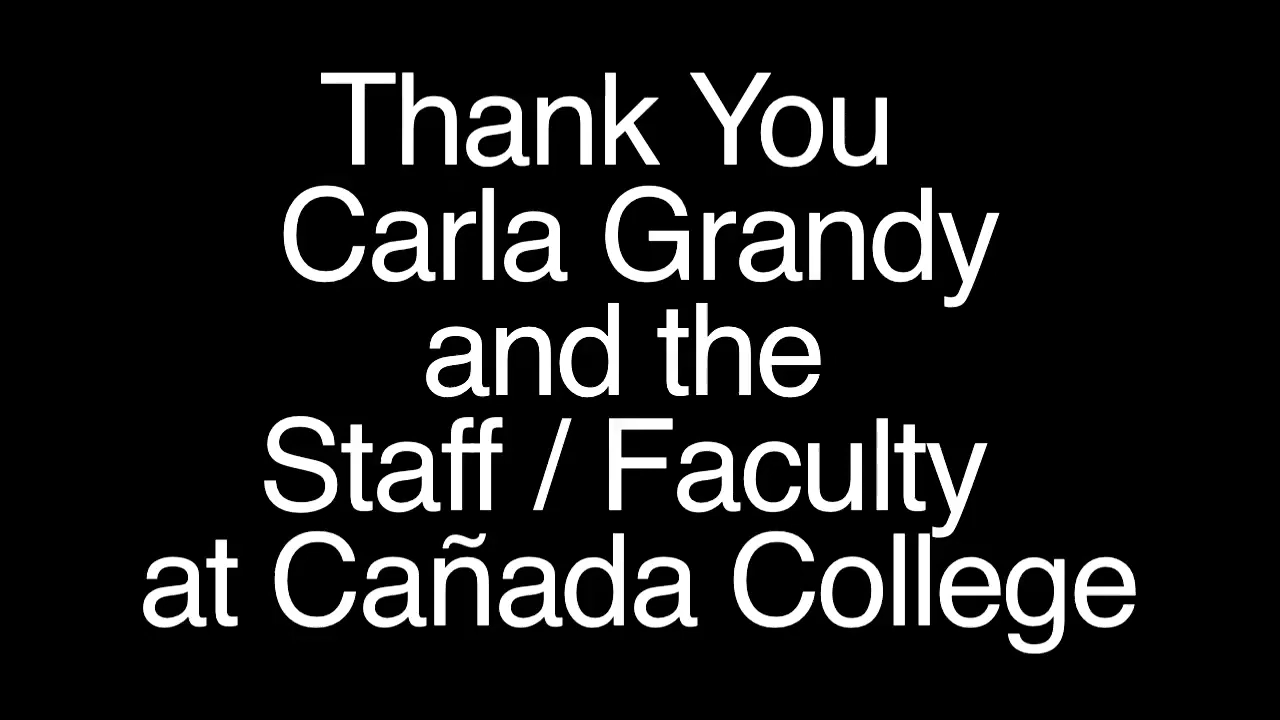 Thank You
Carla Grandy
and the
Staff / Faculty
at Cañada College